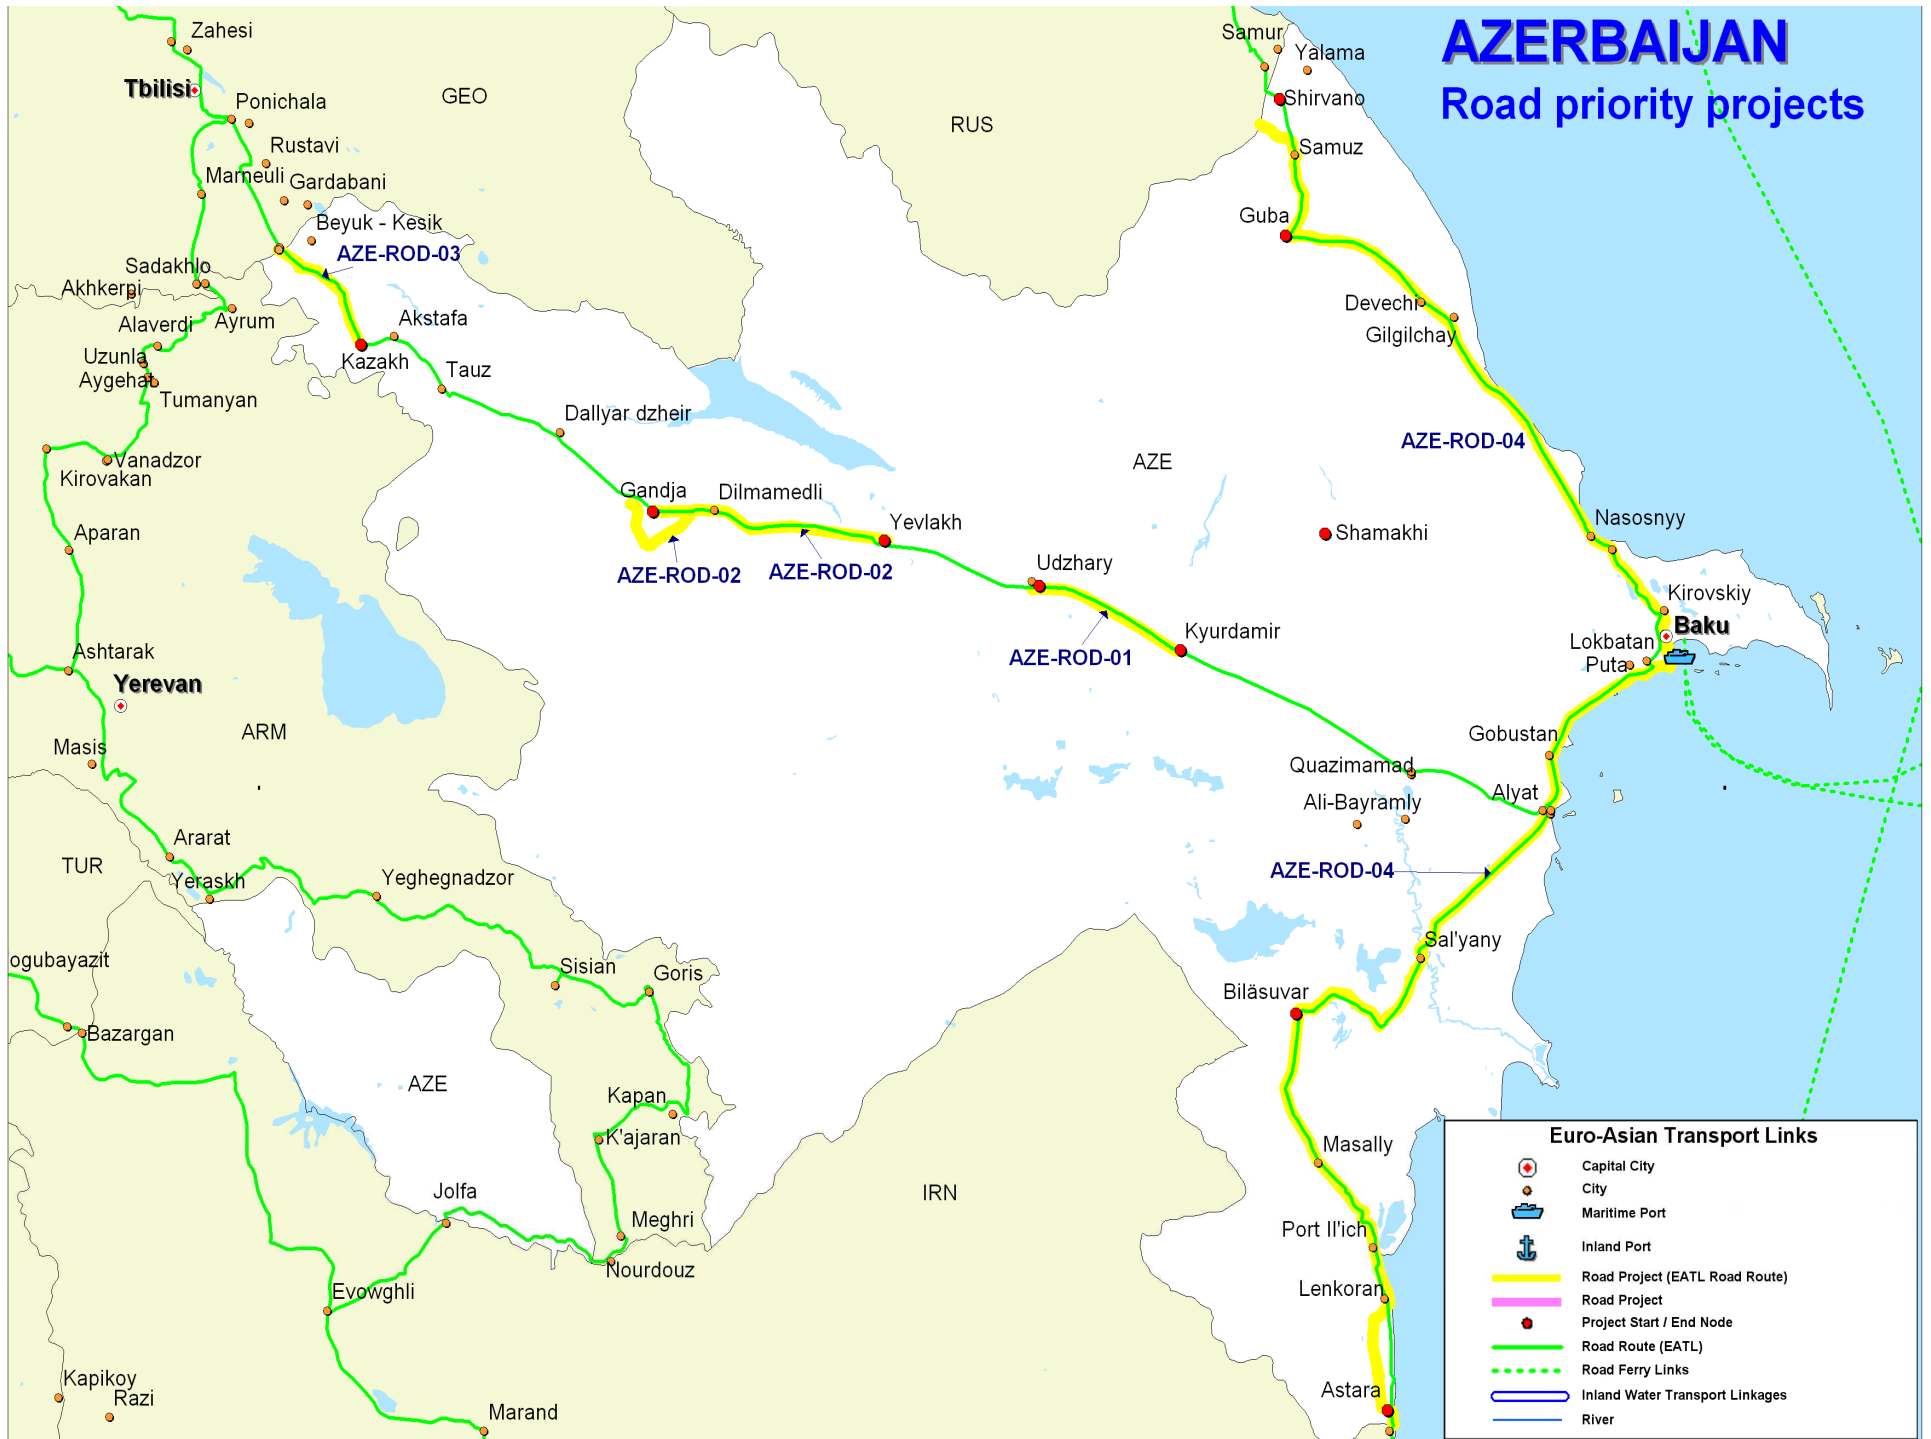 AZERBAIJAN
Road priority projects
Zahesi
Samur
Yalama
Tbilisi
GEO
Ponichala
Shirvano
RUS
Rustavi
Samuz
Marneuli
Gardabani
Beyuk - Kesik
Guba
AZE-ROD-03
Sadakhlo
Akhkerpi
Devechi
Ayrum
Akstafa
Alaverdi
Gilgilchay
Uzunla
Kazakh
Tauz
Aygehat
Tumanyan
Dallyar dzheir
AZE-ROD-04
Vanadzor
AZE
Kirovakan
Gandja
Dilmamedli
Nasosnyy
Yevlakh
Aparan
Shamakhi
Udzhary
AZE-ROD-02
AZE-ROD-02
Kirovskiy
Baku
Kyurdamir
Lokbatan
Ashtarak
AZE-ROD-01
Puta
Yerevan
ARM
Gobustan
Masis
Quazimamad
Alyat
Ali-Bayramly
Ararat
TUR
AZE-ROD-04
Yeraskh
Yeghegnadzor
Sal'yany
ogubayazit
Sisian
Goris
Biläsuvar
Bazargan
AZE
Kapan
K'ajaran
Masally
Jolfa
IRN
Meghri
Port Il'ich
Nourdouz
Evowghli
Lenkoran
Kapikoy
Razi
Astara
Marand
Euro-Asian Transport Links
Capital City
City
Maritime Port
Inland Port
Road Project (EATL Road Route)
Road Project
Project Start / End Node
Road Route (EATL)
Road Ferry Links
Inland Water Transport Linkages
River